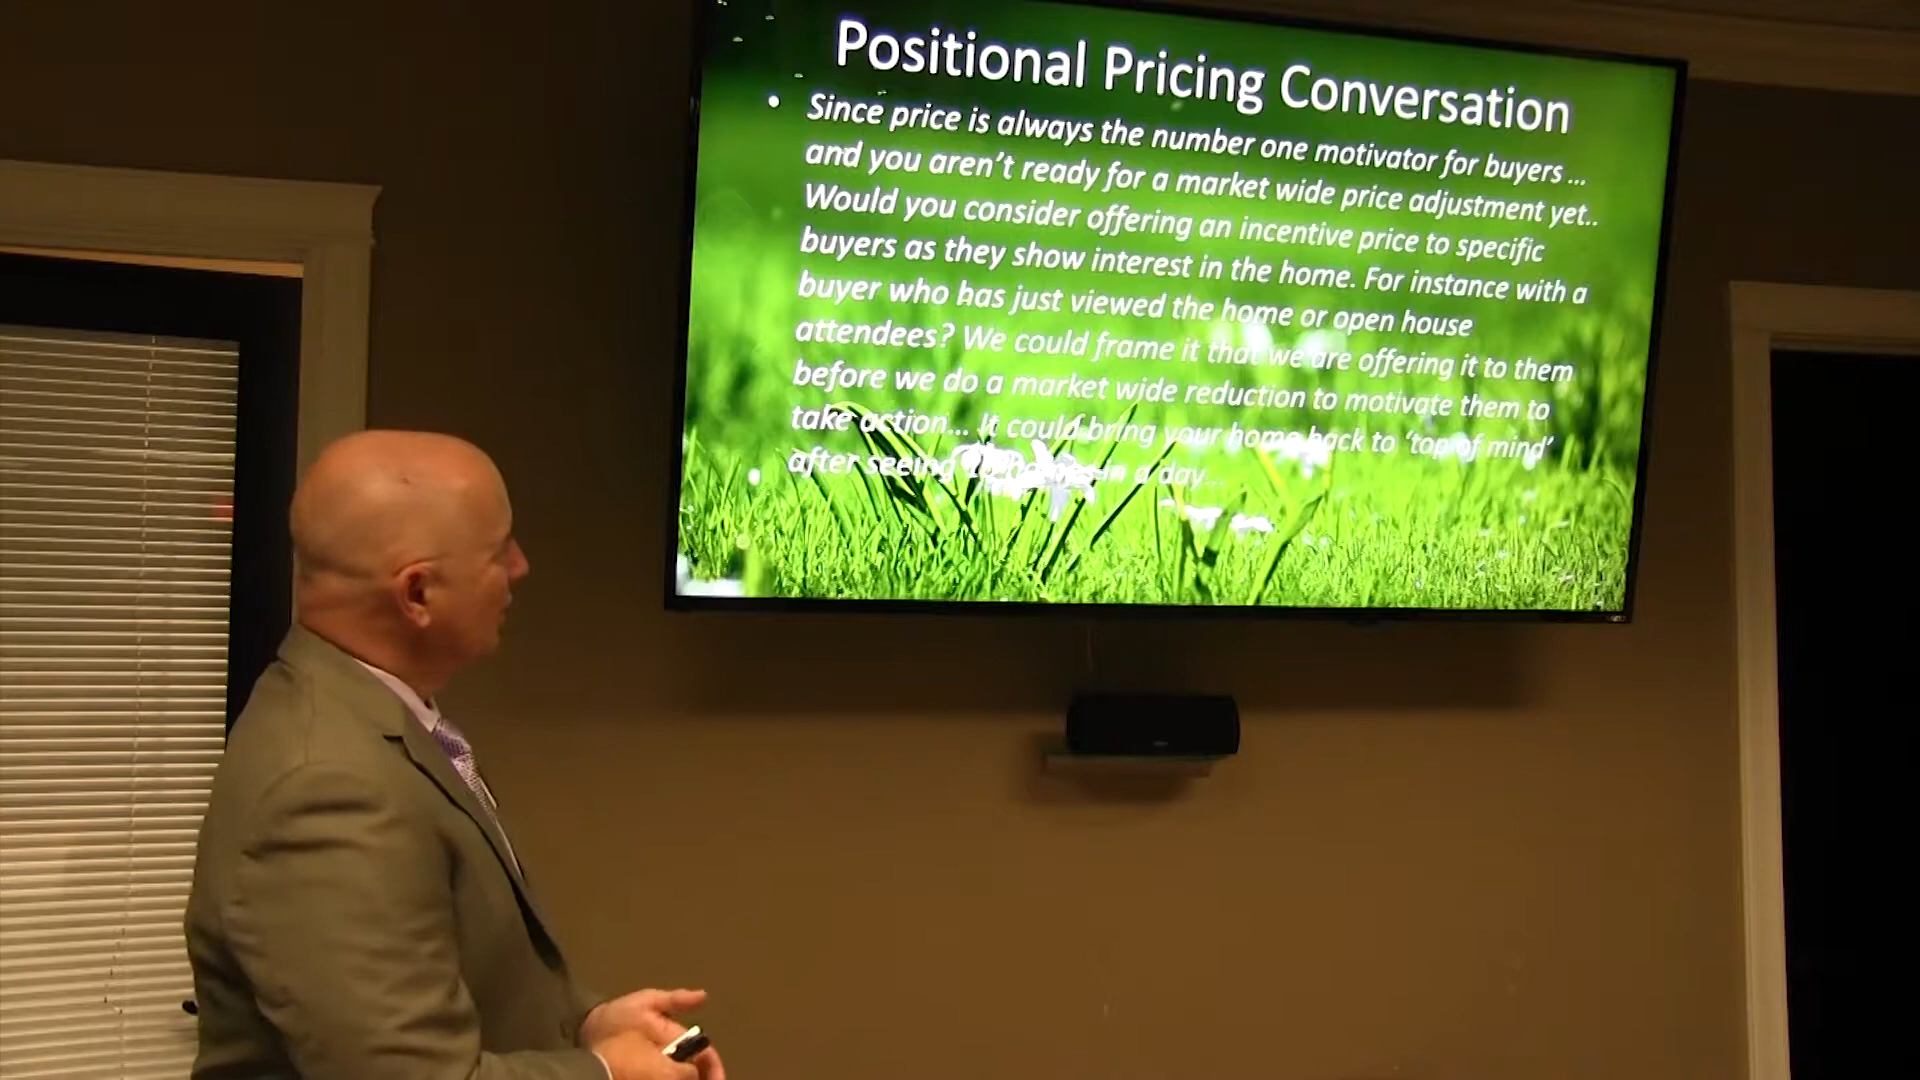 Positional Pricing Conversation
• Since price is always the number one motivator for buyers ...
and you aren't ready for a market wide price adjustment yet..
Would you consider offering an incentive price to specific
buyers as they show interest in the home. For instance with a
buyer who has just viewed the home or open house
attendees? We could frame it that we are offering it to them
before we do a market wide reduction to motivate them to
take action... It could bring your home back to 'top of mind'
after seeing in a day...